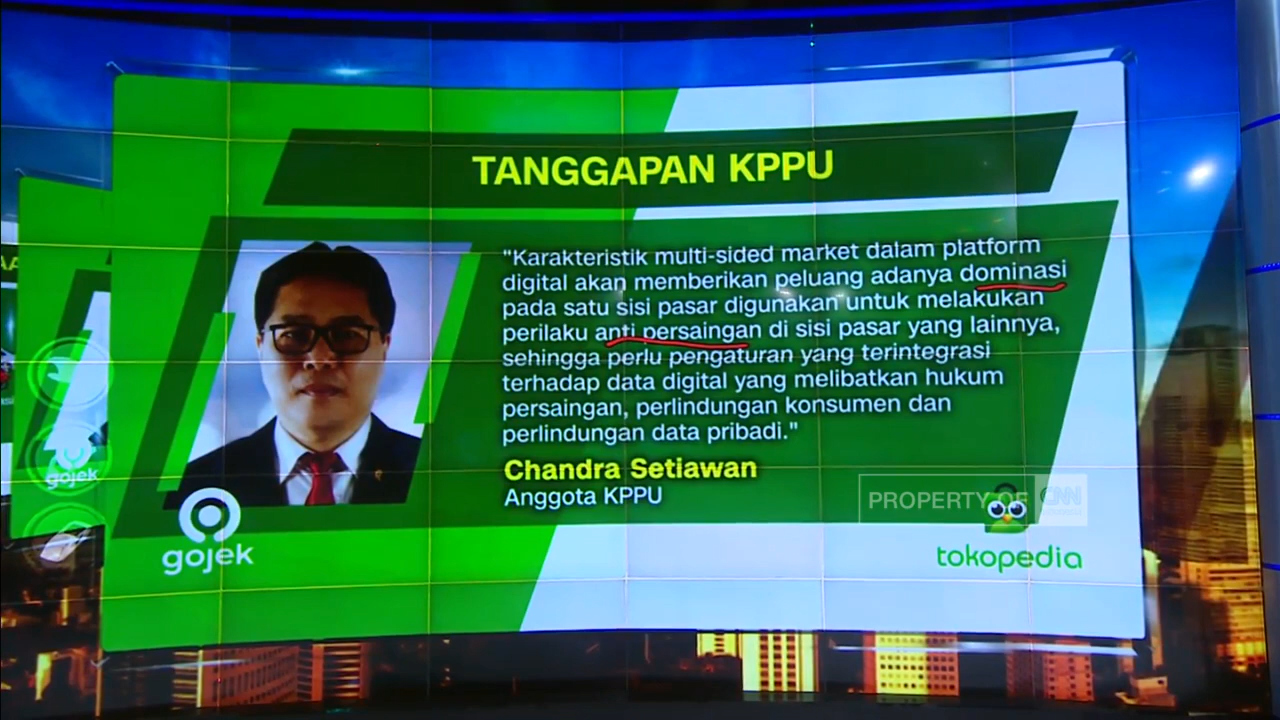 TANGGAPAN KPPU
"Karakteristik multi-sided market dalam platform
digital akan memberikan peluang adanya dominasi
pada satu sisi pasar digunakan untuk melakukan
perilaku anti persaingan di sisi pasar yang lainnya,
sehingga perlu pengaturan yang terintegrasi
terhadap data digital yang melibatkan hukum
persaingan, perlindungan konsumen dan
perlindungan data pribadi."
Chandra Setiawan
Anggota KPPU
PROPERTY OF CNN
gojek
tokopedia
gojek